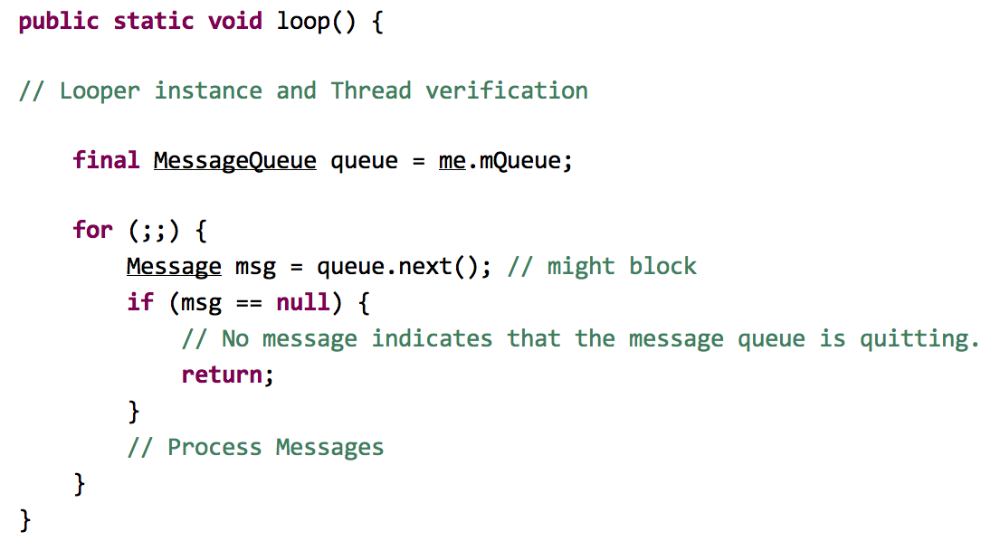 public static void loop() {
// Looper instance and Thread verification
final MessageQueue queue = me.mQueue;
for (;;) {
Message msg = queue.next(); // might block
if (msg == null) {
// No message indicates that the message queue is quitting.
return;
}
// Process Messages
}
}